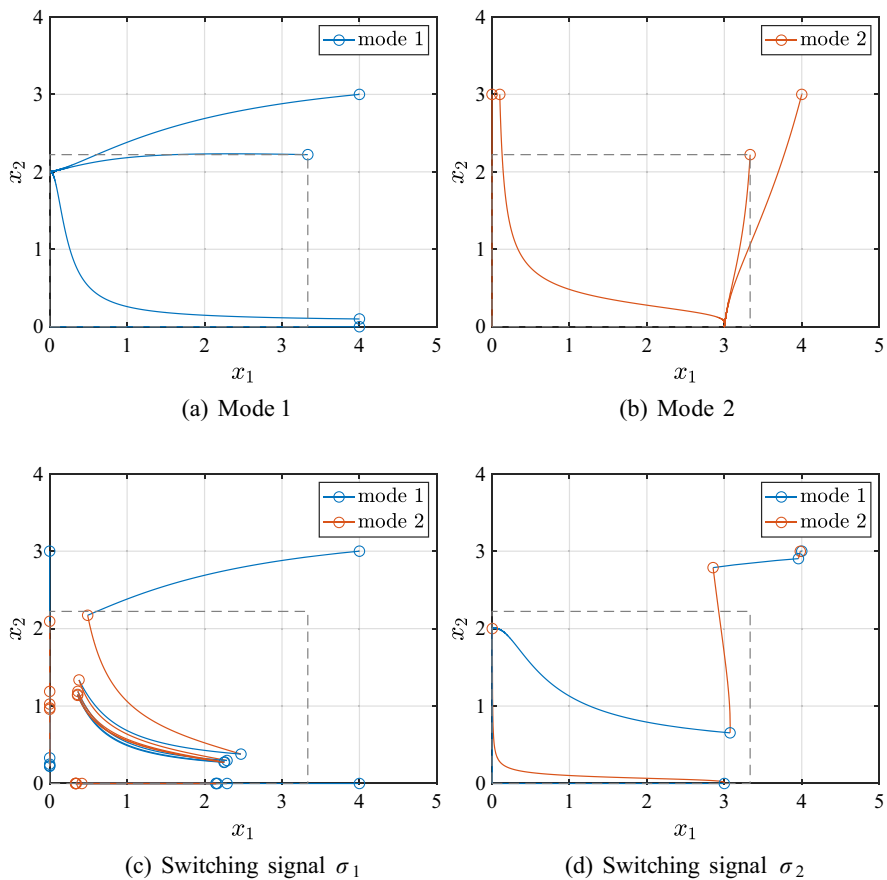 4
3
2
1
0
0 1 2 3 4 5
x₂
x₁
mode 1
(a) Mode 1
4
3
2
1
0
0 1 2 3 4 5
x₂
x₁
mode 2
(b) Mode 2
4
3
2
1
0
0 1 2 3 4 5
x₂
x₁
mode 1
mode 2
(c) Switching signal σ₁
4
3
2
1
0
0 1 2 3 4 5
x₂
x₁
mode 1
mode 2
(d) Switching signal σ₂